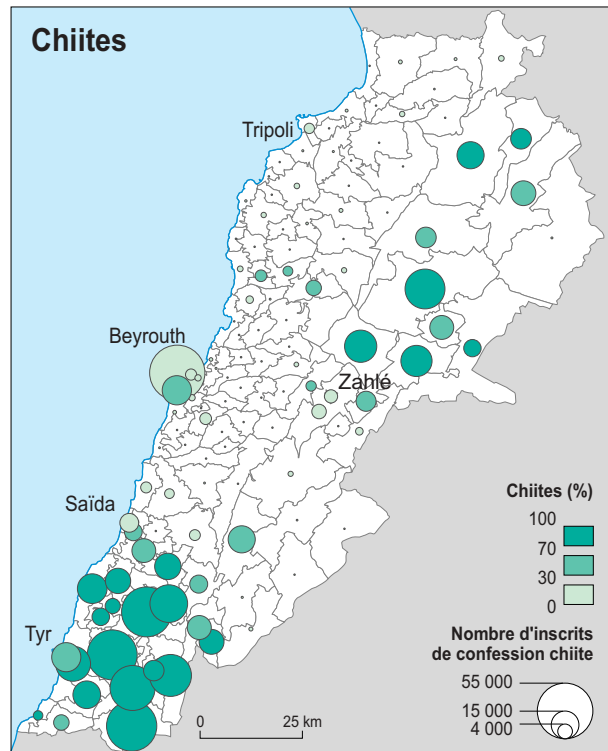 Chiites
Tripoli
Beyrouth
Zahlé
Saïda
Tyr
Chiites (%)
100
70
30
0
Nombre d'inscrits
de confession chiite
55 000
15 000
4 000
0 25 km